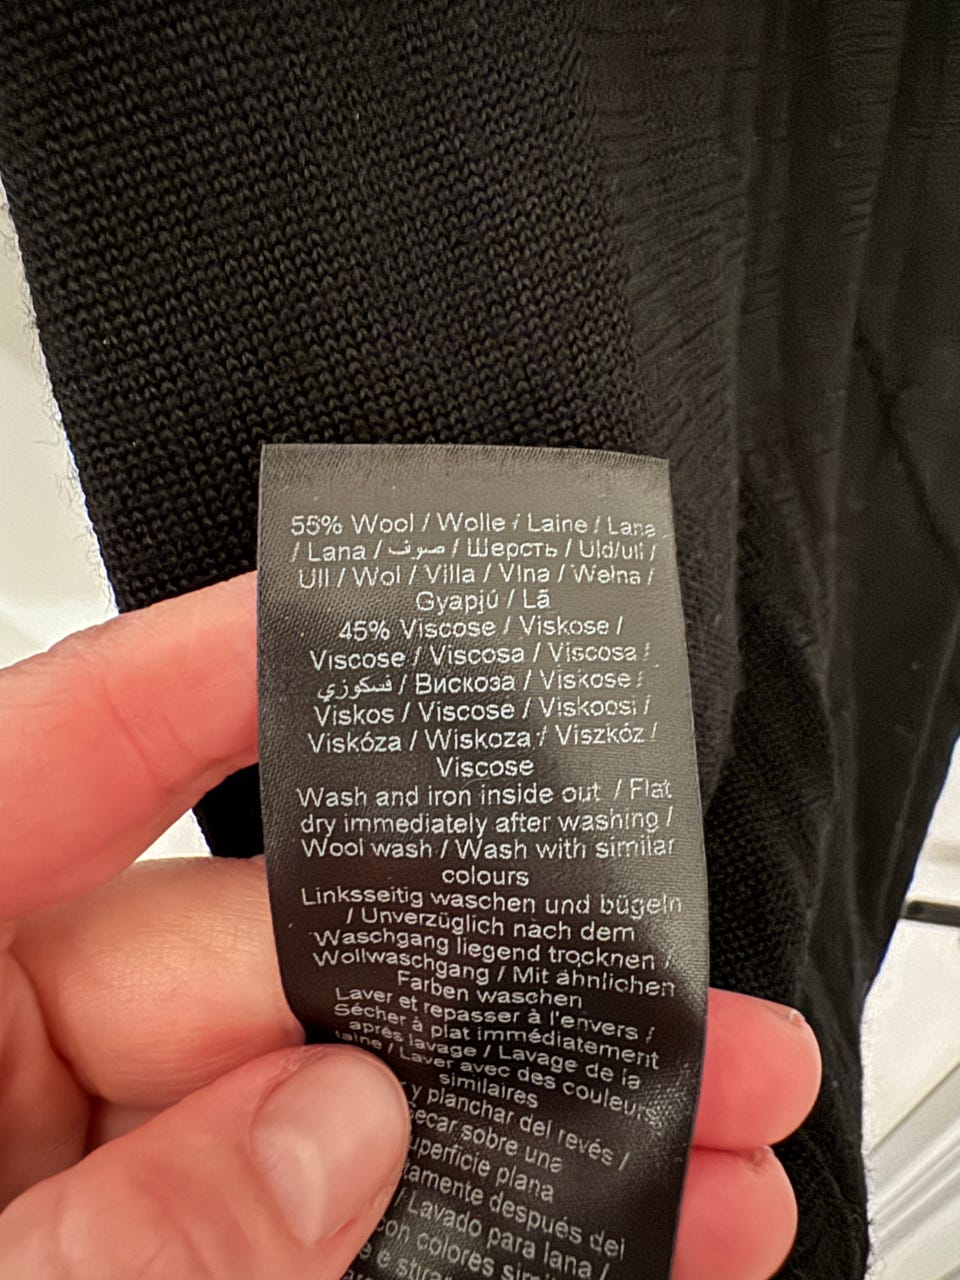 55% Wool / Wolle / Laine / Lana
/ Lana / صوف / Шерсть / Uld/ull /
Ull / Wol / Villa / Vlna / Wełna /
Gyapjú / Lã
45% Viscose / Viskose /
Viscose / Viscosa / Viscosa /
فسكوزي / Вискоза / Viskose /
Viskos / Viscose / Viskoosi /
Viskóza / Wiskoza / Viszkóz /
Viscose
Wash and iron inside out / Flat
dry immediately after washing /
Wool wash / Wash with similar
colours
Linksseitig waschen und bügeln
/ Unverzüglich nach dem
Waschgang liegend trocknen /
Wollwaschgang / Mit ähnlichen
Farben waschen
Laver et repasser à l'envers /
Sécher à plat immédiatement
après lavage / Lavage de la
laine / Laver avec des couleurs
similaires
y planchar del revés /
sobre una
plana
después del
/ Lavado para lana /
con colores